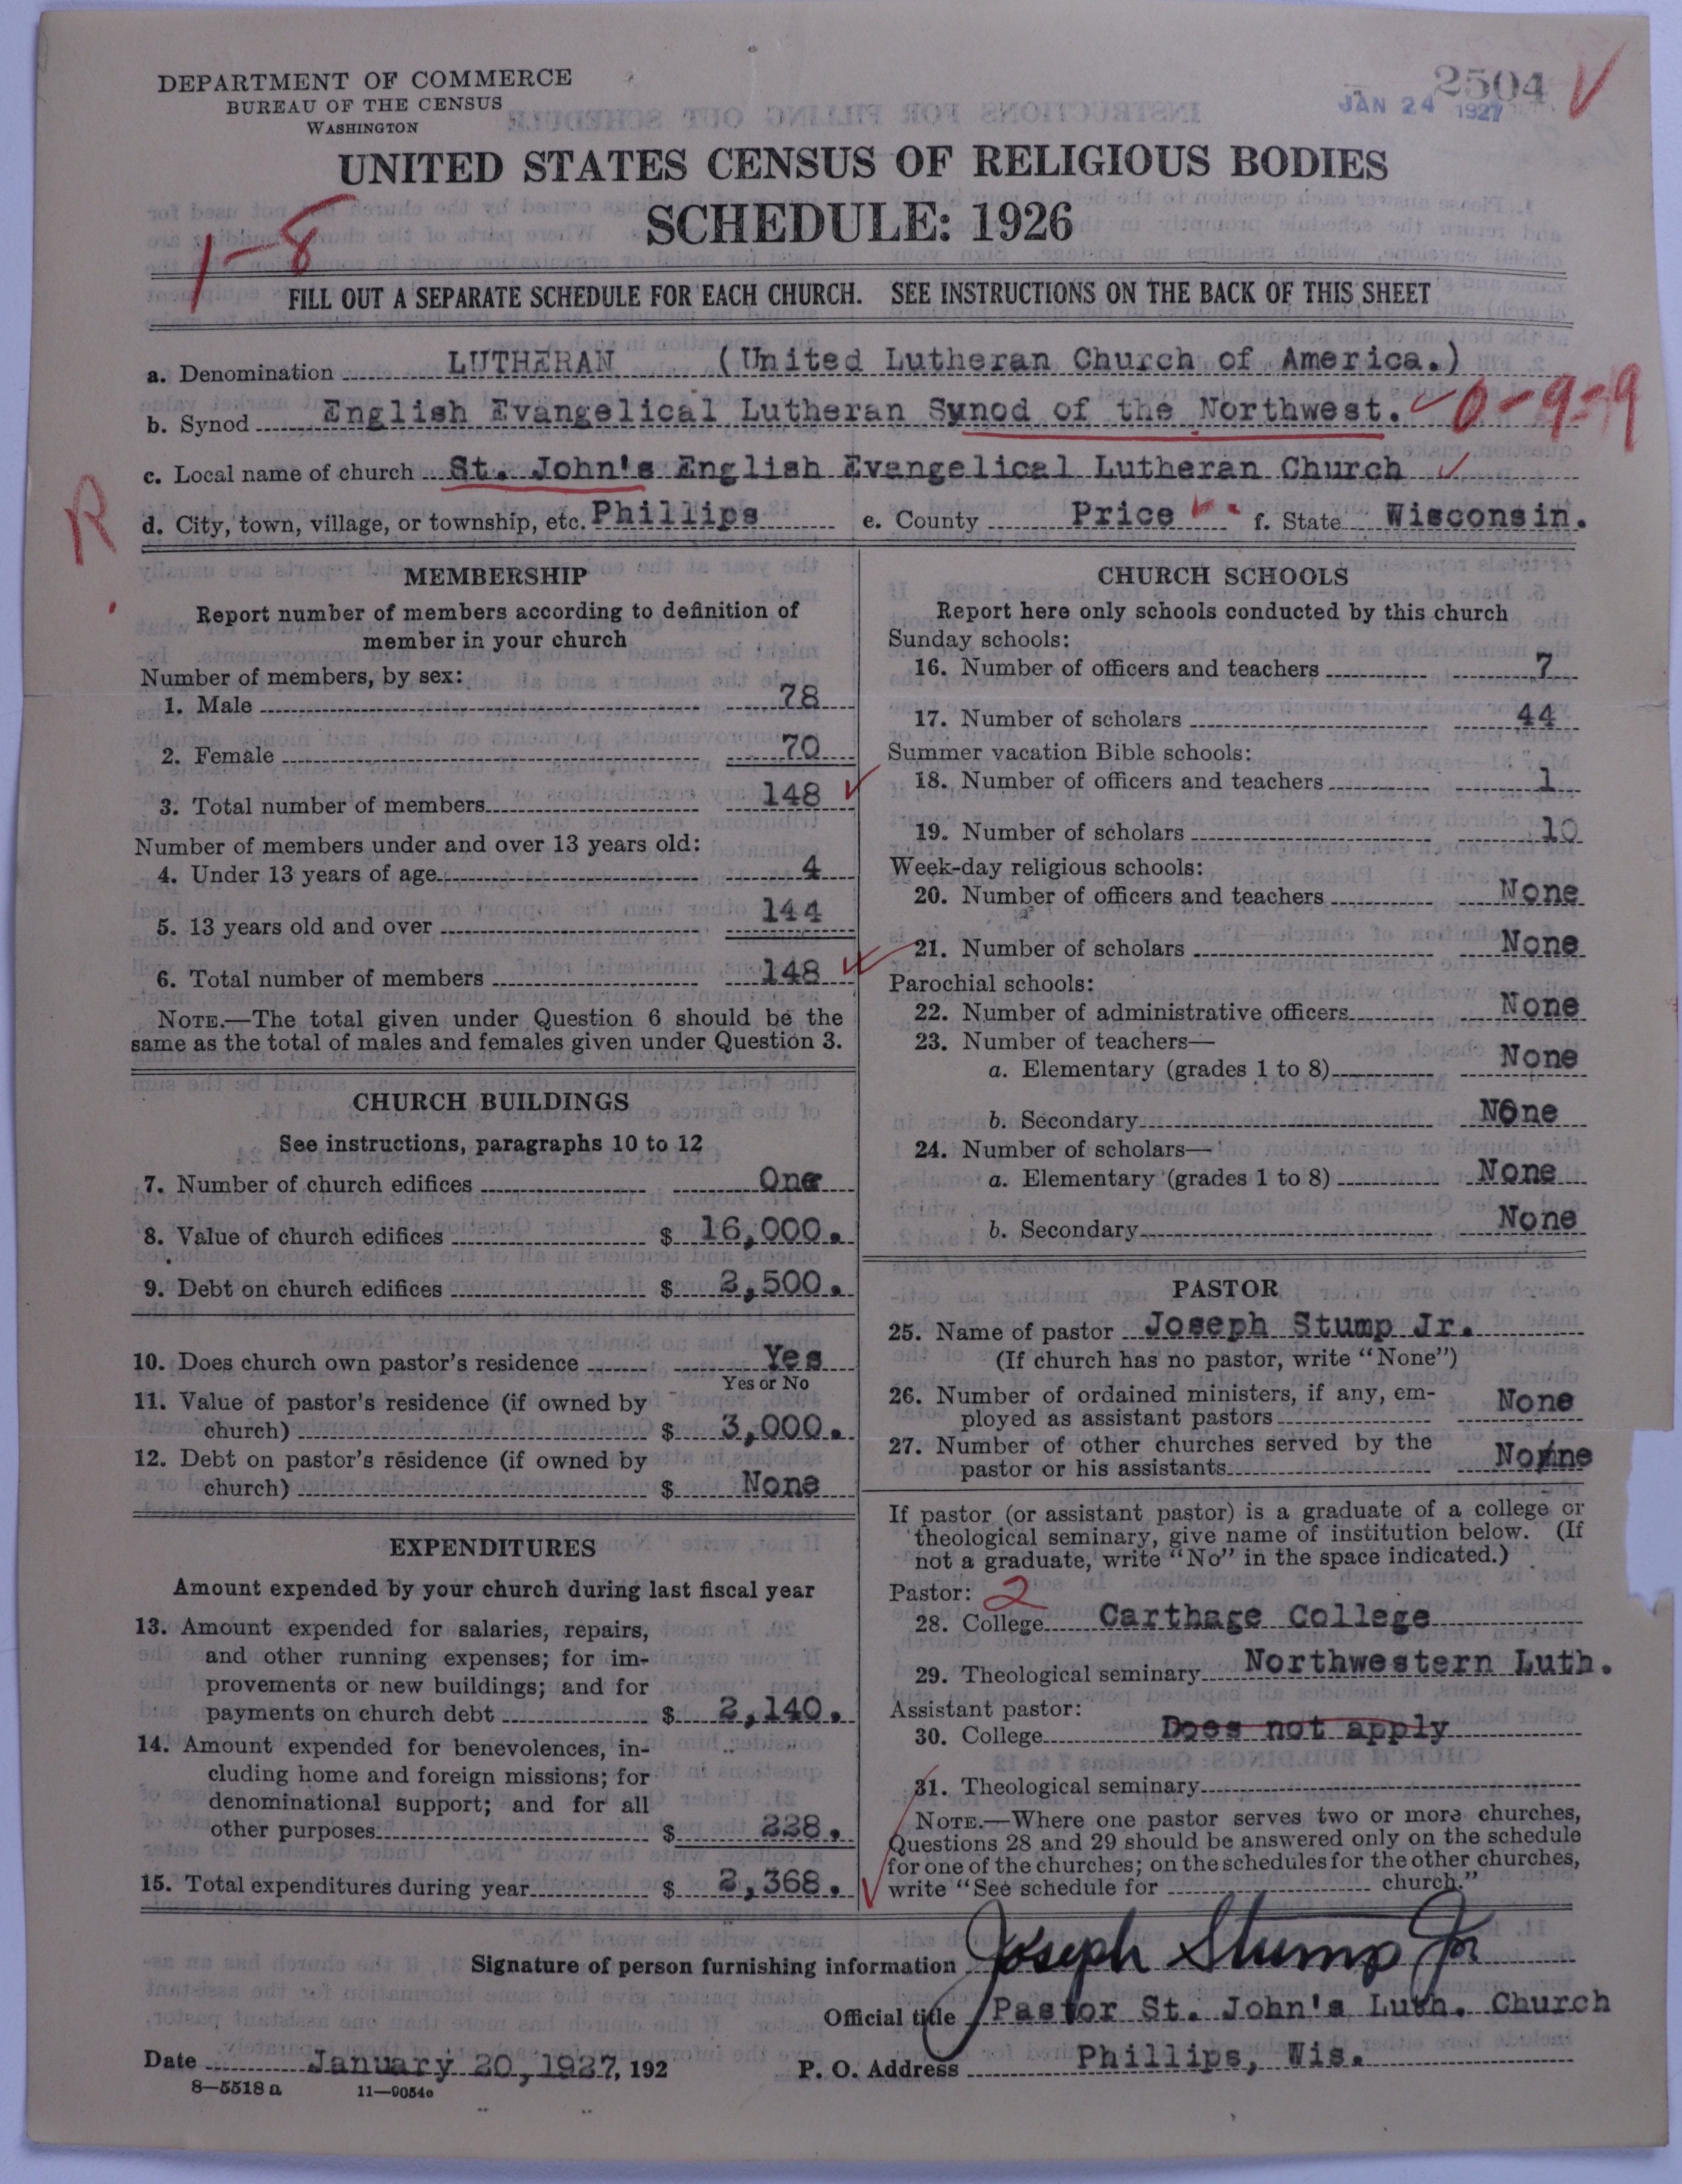 DEPARTMENT OF COMMERCE
BUREAU OF THE CENSUS
WASHINGTON
2504
JAN 24 1927
UNITED STATES CENSUS OF RELIGIOUS BODIES
SCHEDULE: 1926
1-8
FILL OUT A SEPARATE SCHEDULE FOR EACH CHURCH. SEE INSTRUCTIONS ON THE BACK OF THIS SHEET
a. Denomination LUTHERAN (United Lutheran Church of America.)
b. Synod English Evangelical Lutheran Synod of the Northwest. 0-9-9
c. Local name of church St. John's English Evangelical Lutheran Church
R
d. City, town, village, or township, etc. Phillips e. County Price f. State Wisconsin.
MEMBERSHIP
Report number of members according to definition of
member in your church
Number of members, by sex:
1. Male 78
2. Female 70
3. Total number of members 148
Number of members under and over 13 years old:
4. Under 13 years of age 4
5. 13 years old and over 144
6. Total number of members 148
NOTE.—The total given under Question 6 should be the
same as the total of males and females given under Question 3.
CHURCH BUILDINGS
See instructions, paragraphs 10 to 12
7. Number of church edifices One
8. Value of church edifices $ 16,000.
9. Debt on church edifices $ 2,500.
10. Does church own pastor's residence Yes
Yes or No
11. Value of pastor's residence (if owned by
church) $ 3,000.
12. Debt on pastor's residence (if owned by
church) $ None
EXPENDITURES
Amount expended by your church during last fiscal year
13. Amount expended for salaries, repairs,
and other running expenses; for im-
provements or new buildings; and for
payments on church debt $ 2,140.
14. Amount expended for benevolences, in-
cluding home and foreign missions; for
denominational support; and for all
other purposes $ 228.
15. Total expenditures during year $ 2,368.
CHURCH SCHOOLS
Report here only schools conducted by this church
Sunday schools:
16. Number of officers and teachers 7
17. Number of scholars 44
Summer vacation Bible schools:
18. Number of officers and teachers 1
19. Number of scholars 10
Week-day religious schools:
20. Number of officers and teachers None
21. Number of scholars None
Parochial schools:
22. Number of administrative officers None
23. Number of teachers—
a. Elementary (grades 1 to 8) None
b. Secondary None
24. Number of scholars—
a. Elementary (grades 1 to 8) None
b. Secondary None
PASTOR
25. Name of pastor Joseph Stump Jr.
(If church has no pastor, write "None")
26. Number of ordained ministers, if any, em-
ployed as assistant pastors None
27. Number of other churches served by the
pastor or his assistants None
If pastor (or assistant pastor) is a graduate of a college or
theological seminary, give name of institution below. (If
not a graduate, write "No" in the space indicated.)
Pastor: 2
28. College Carthage College
29. Theological seminary Northwestern Luth.
Assistant pastor:
30. College Does not apply
31. Theological seminary
NOTE.—Where one pastor serves two or more churches,
Questions 28 and 29 should be answered only on the schedule
for one of the churches; on the schedules for the other churches,
write "See schedule for church."
Signature of person furnishing information Joseph Stump Jr
Official title Pastor St. John's Luth. Church
Date January 20, 1927, 192 P. O. Address Phillips, Wis.
8—5518 a 11—9054e